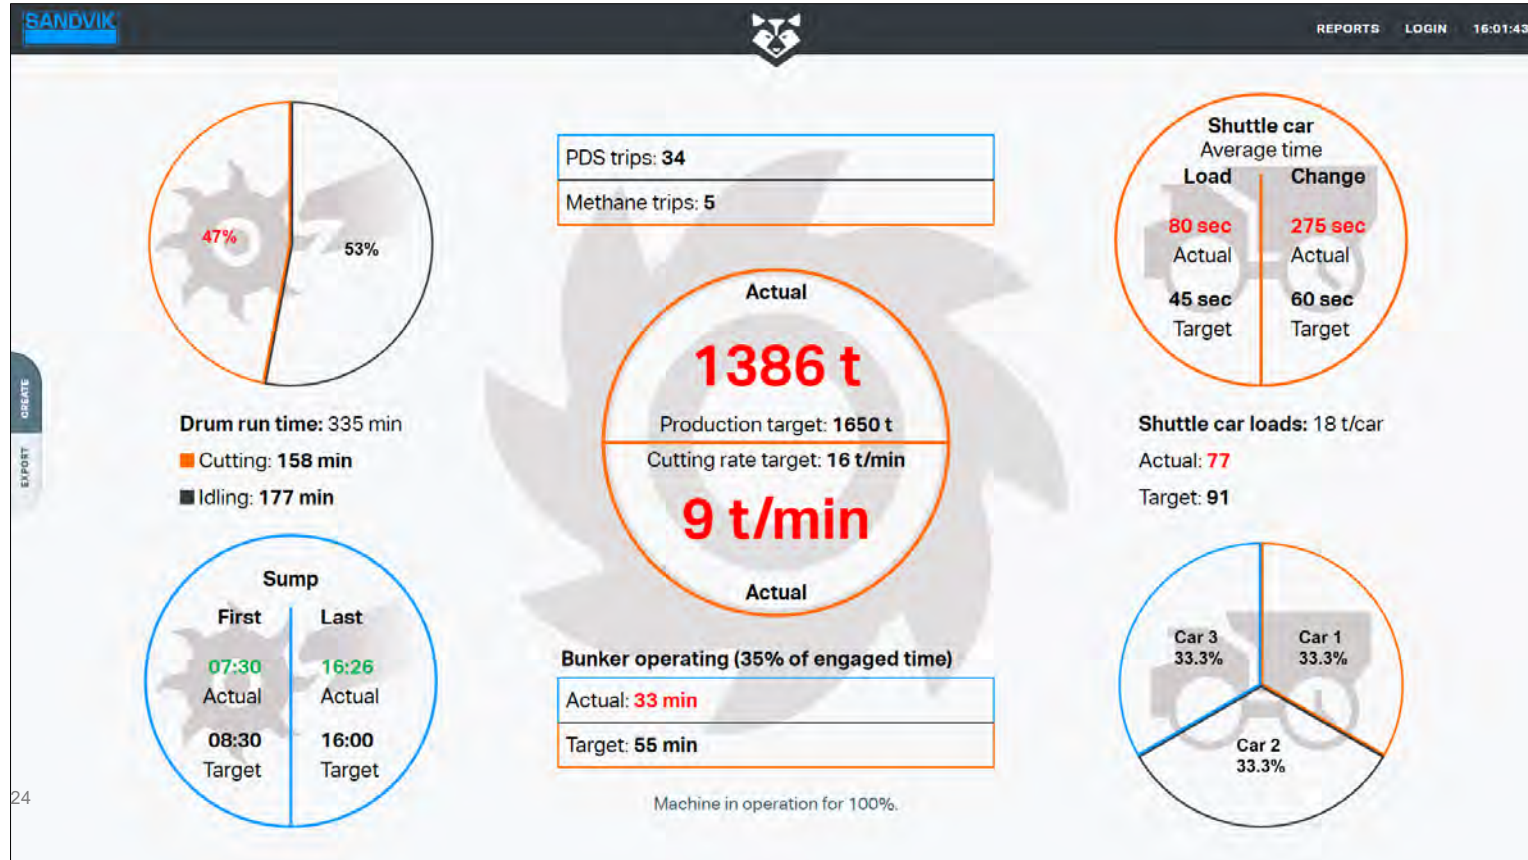 SANDVIK
REPORTS LOGIN 16:01:43
47%
53%
Drum run time: 335 min
Cutting: 158 min
Idling: 177 min
Sump
First Last
07:30 16:26
Actual Actual
08:30 16:00
Target Target
PDS trips: 34
Methane trips: 5
Actual
1386 t
Production target: 1650 t
Cutting rate target: 16 t/min
9 t/min
Actual
Bunker operating (35% of engaged time)
Actual: 33 min
Target: 55 min
Machine in operation for 100%.
Shuttle car
Average time
Load Change
80 sec 275 sec
Actual Actual
45 sec 60 sec
Target Target
Shuttle car loads: 18 t/car
Actual: 77
Target: 91
Car 3 Car 1
33.3% 33.3%
Car 2
33.3%
CREATE
EXPORT
24